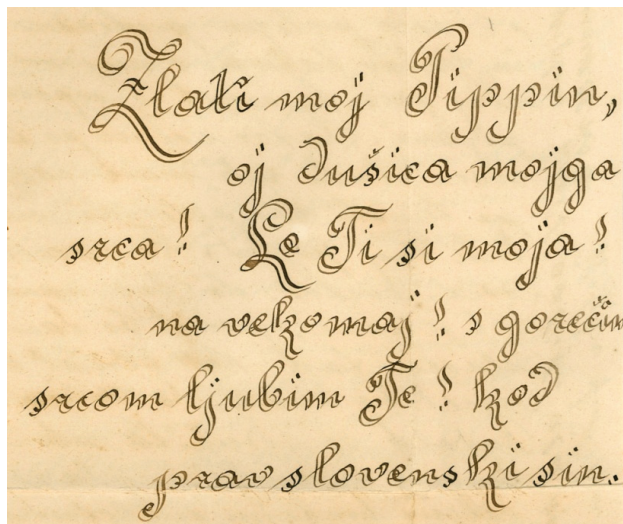 Zlati moj Pippin,
oj dušica mojga
srca! Le Ti si moja!
na vekomaj! s gorečim
srcom ljubim Te! kod
prav slovenski sin.